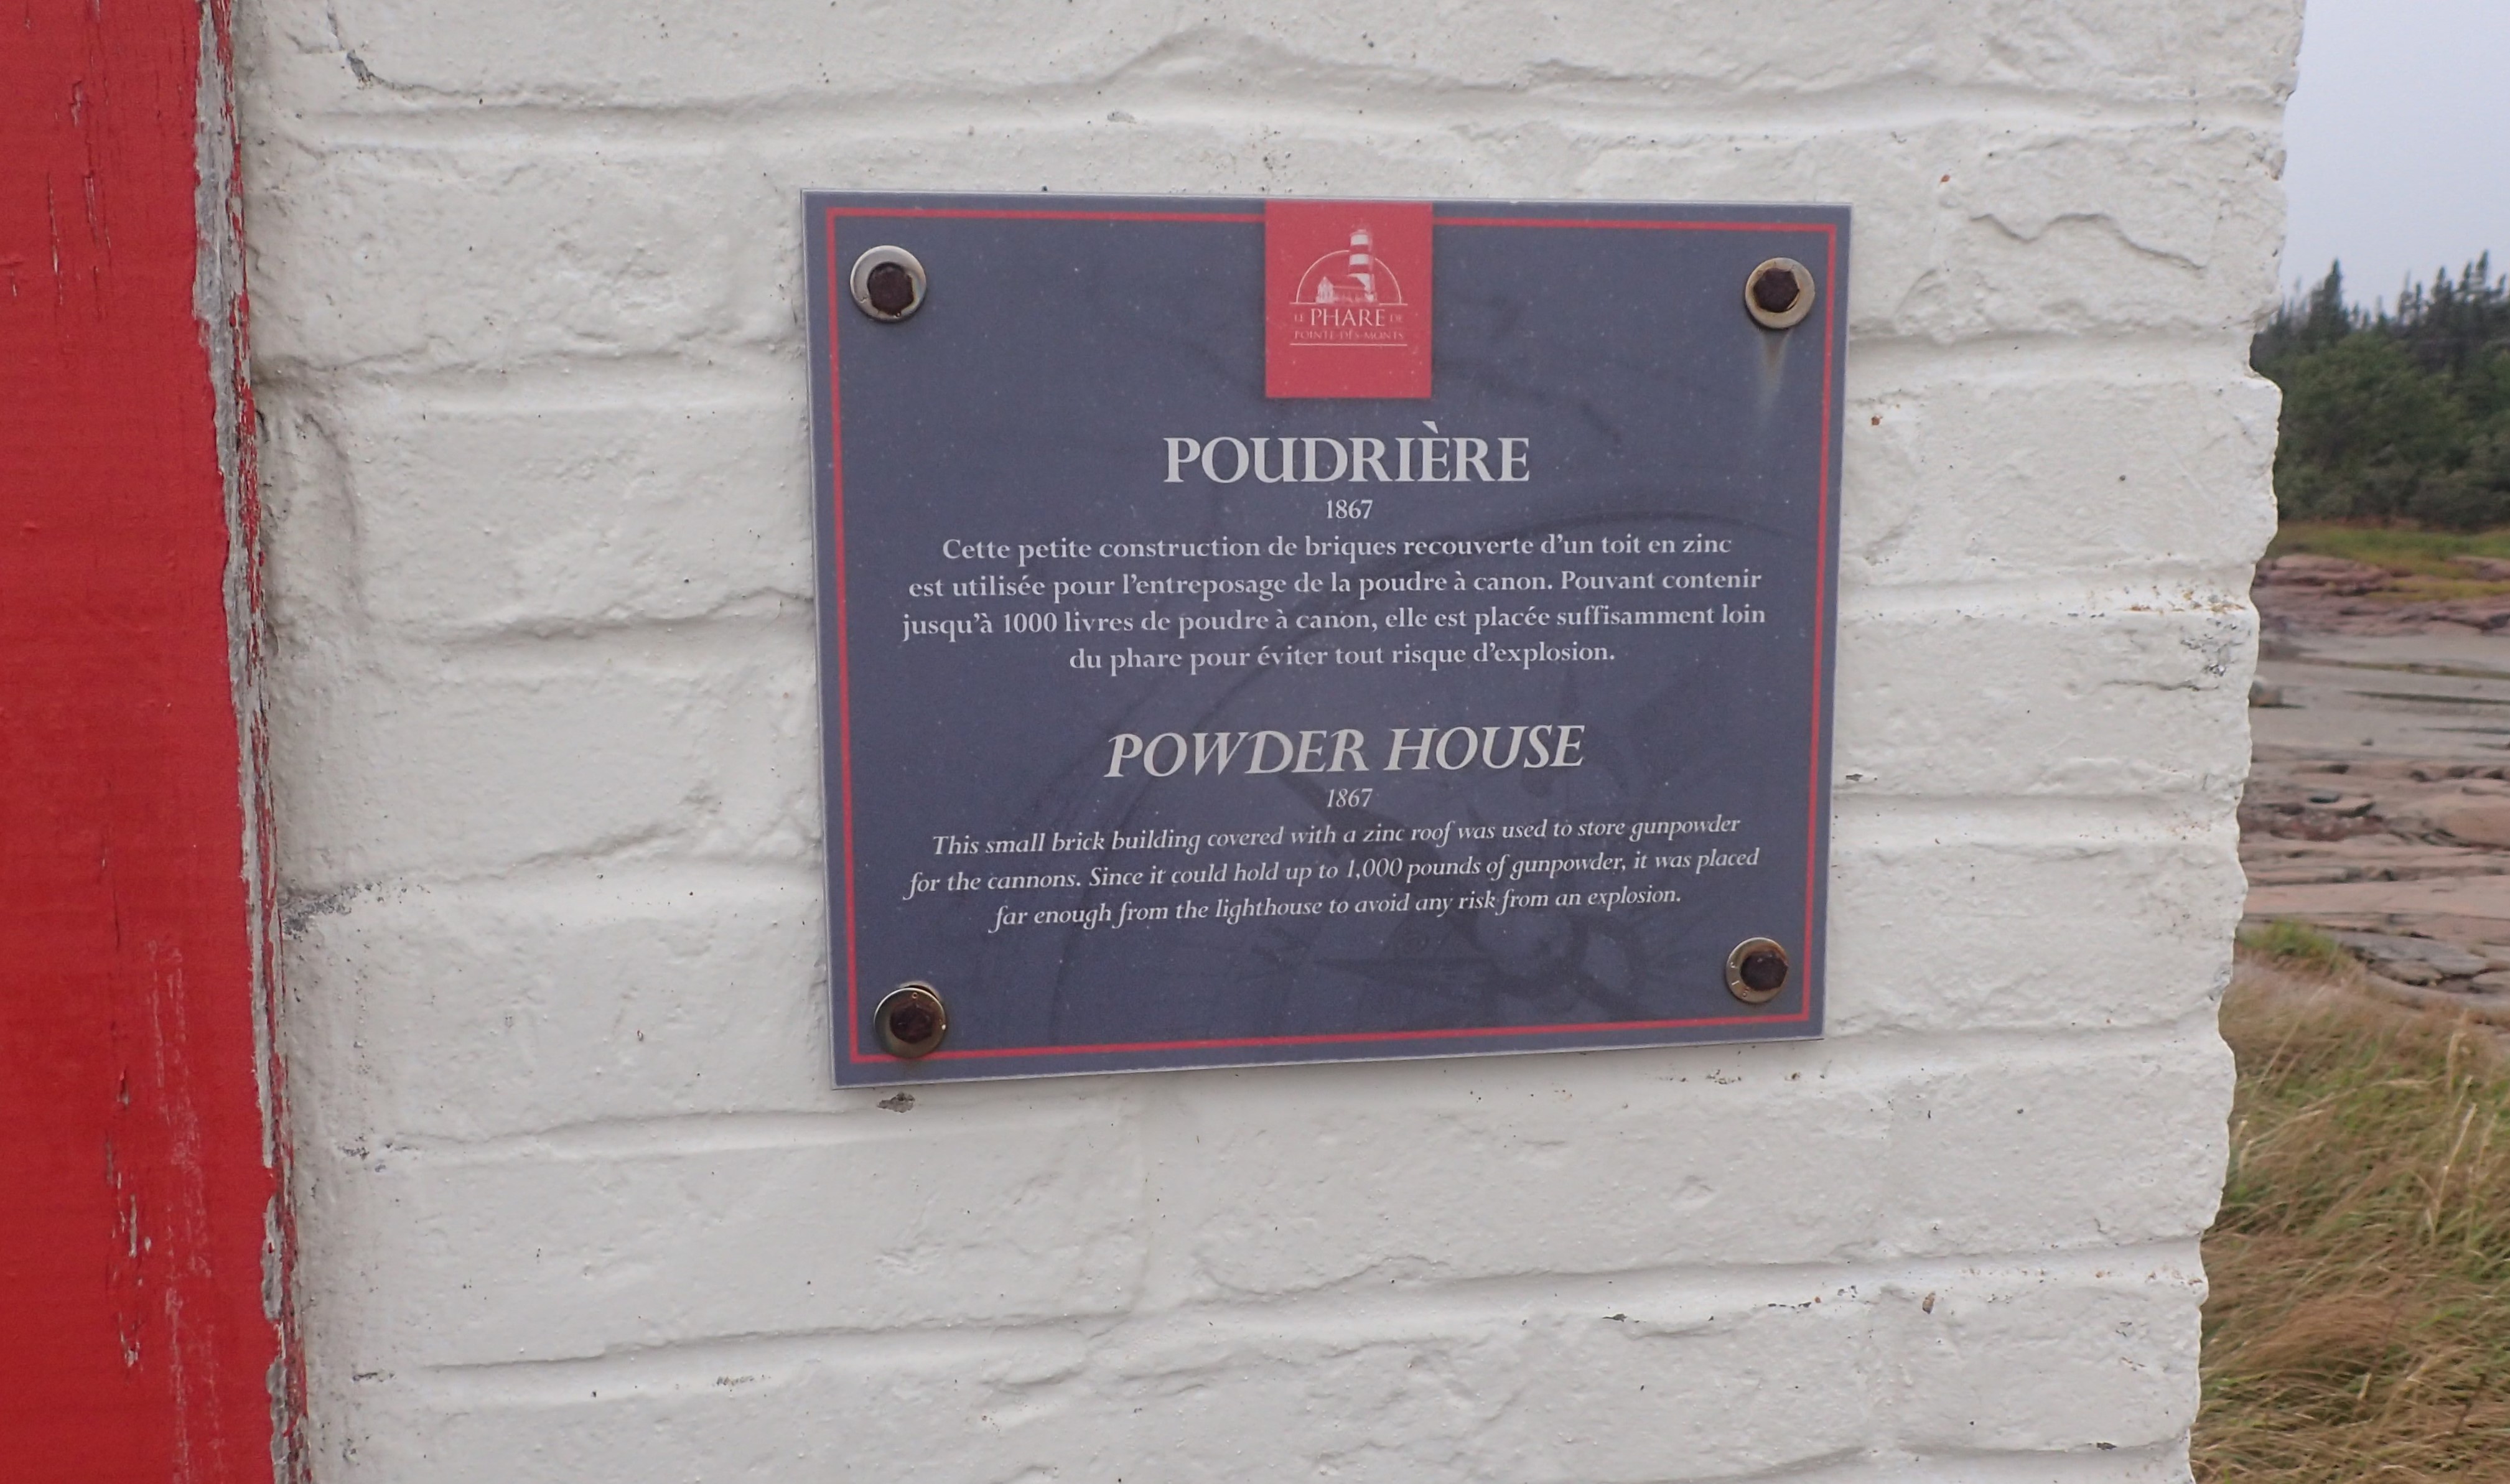 LE PHARE DE
POINTE-DES-MONTS
POUDRIÈRE
1867
Cette petite construction de briques recouverte d'un toit en zinc
est utilisée pour l'entreposage de la poudre à canon. Pouvant contenir
jusqu'à 1000 livres de poudre à canon, elle est placée suffisamment loin
du phare pour éviter tout risque d'explosion.
POWDER HOUSE
1867
This small brick building covered with a zinc roof was used to store gunpowder
for the cannons. Since it could hold up to 1,000 pounds of gunpowder, it was placed
far enough from the lighthouse to avoid any risk from an explosion.